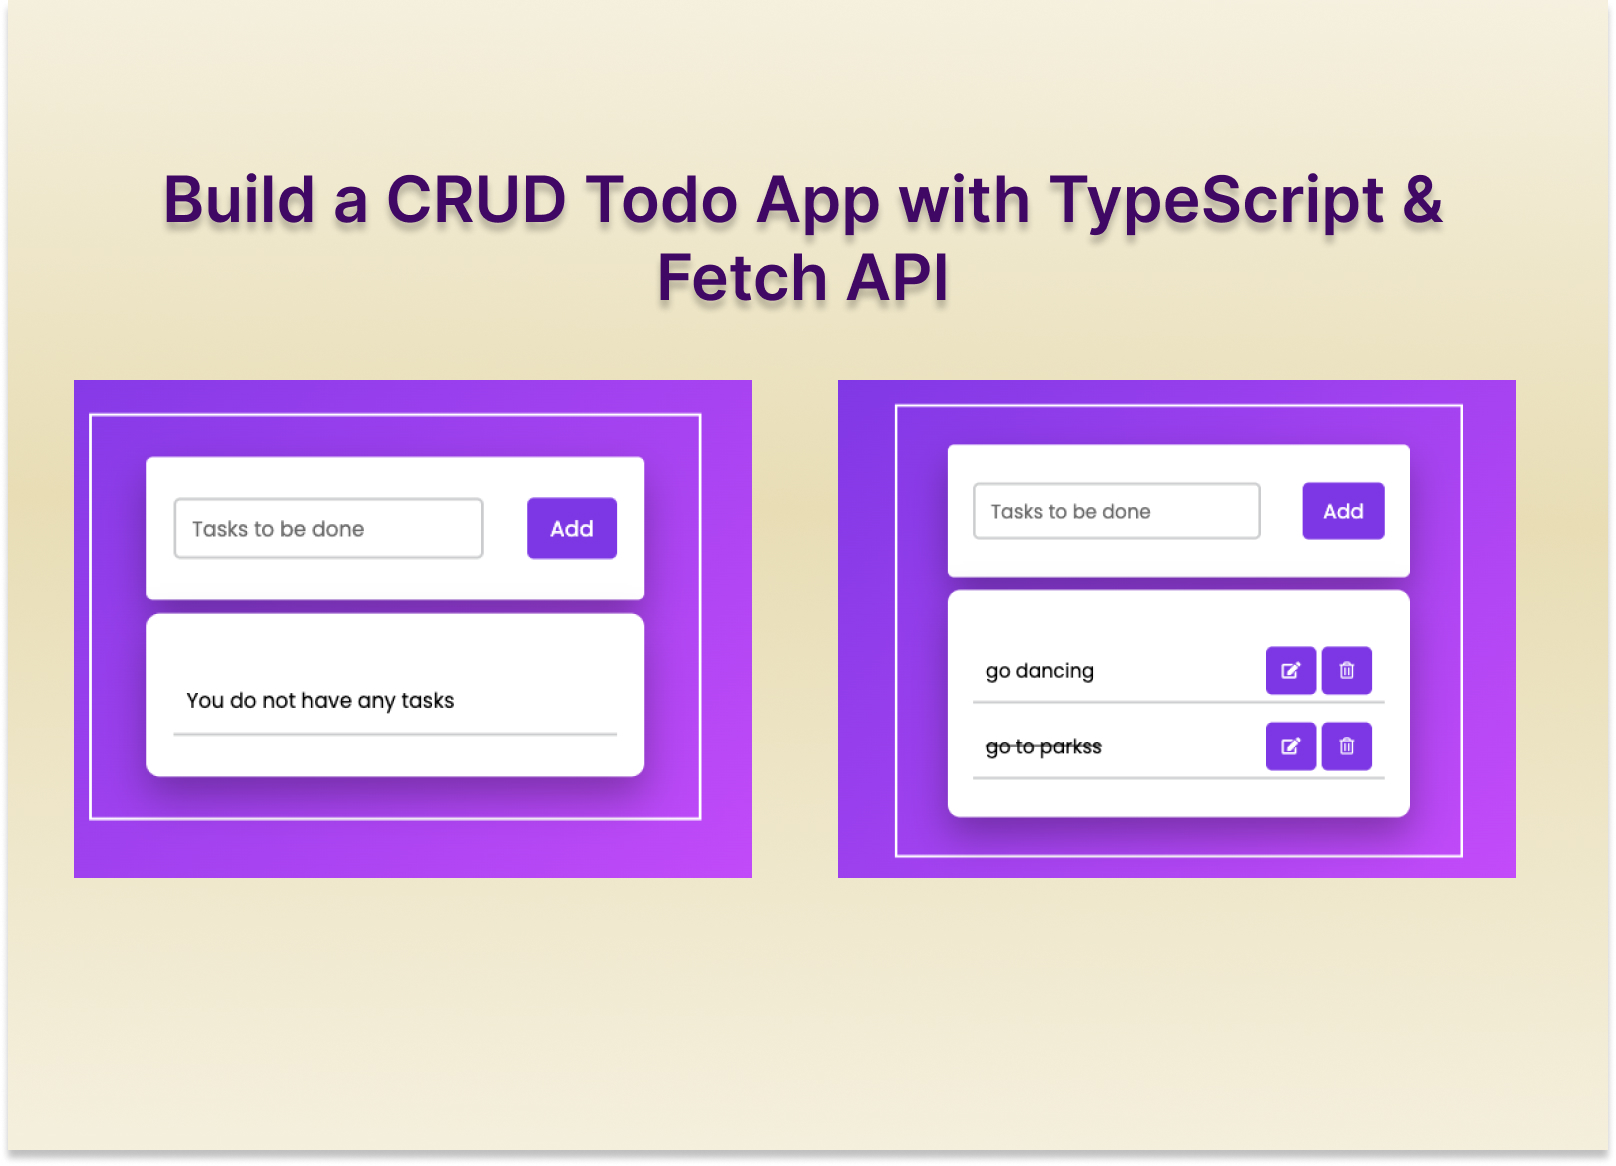 Build a CRUD Todo App with TypeScript &
Fetch API
Tasks to be done
Add
You do not have any tasks
Tasks to be done
Add
go dancing
go to parkss